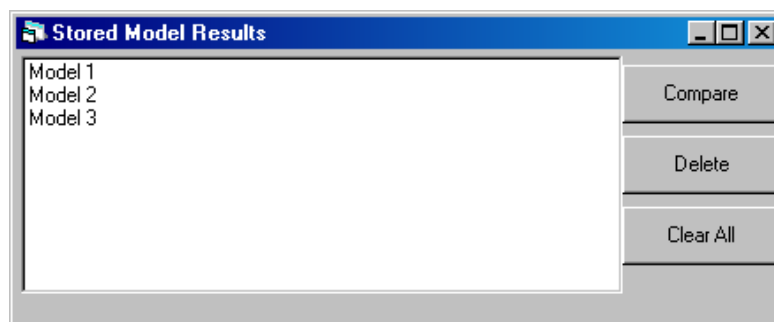 Stored Model Results
Model 1
Model 2
Model 3
Compare
Delete
Clear All